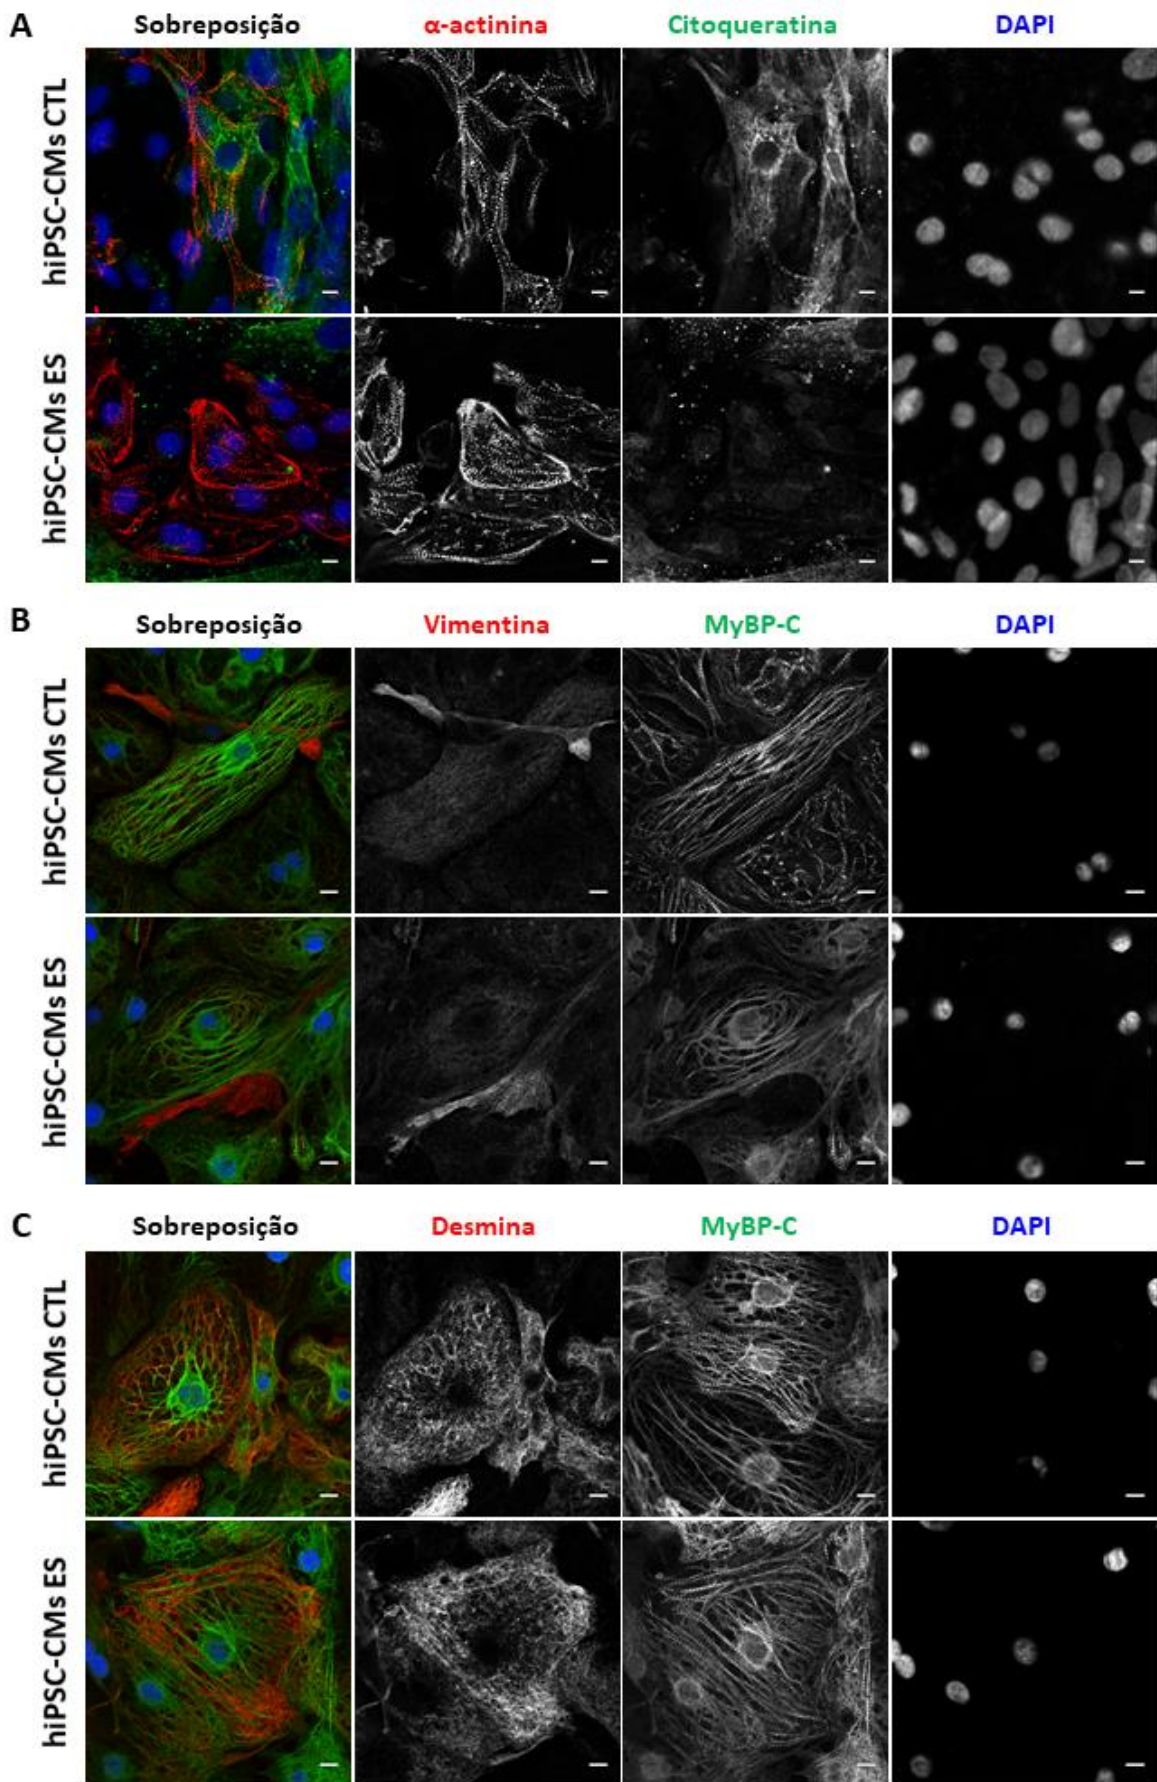 A
Sobreposição α-actinina Citoqueratina DAPI
hiPSC-CMs CTL
hiPSC-CMs ES
B
Sobreposição Vimentina MyBP-C DAPI
hiPSC-CMs CTL
hiPSC-CMs ES
C
Sobreposição Desmina MyBP-C DAPI
hiPSC-CMs CTL
hiPSC-CMs ES